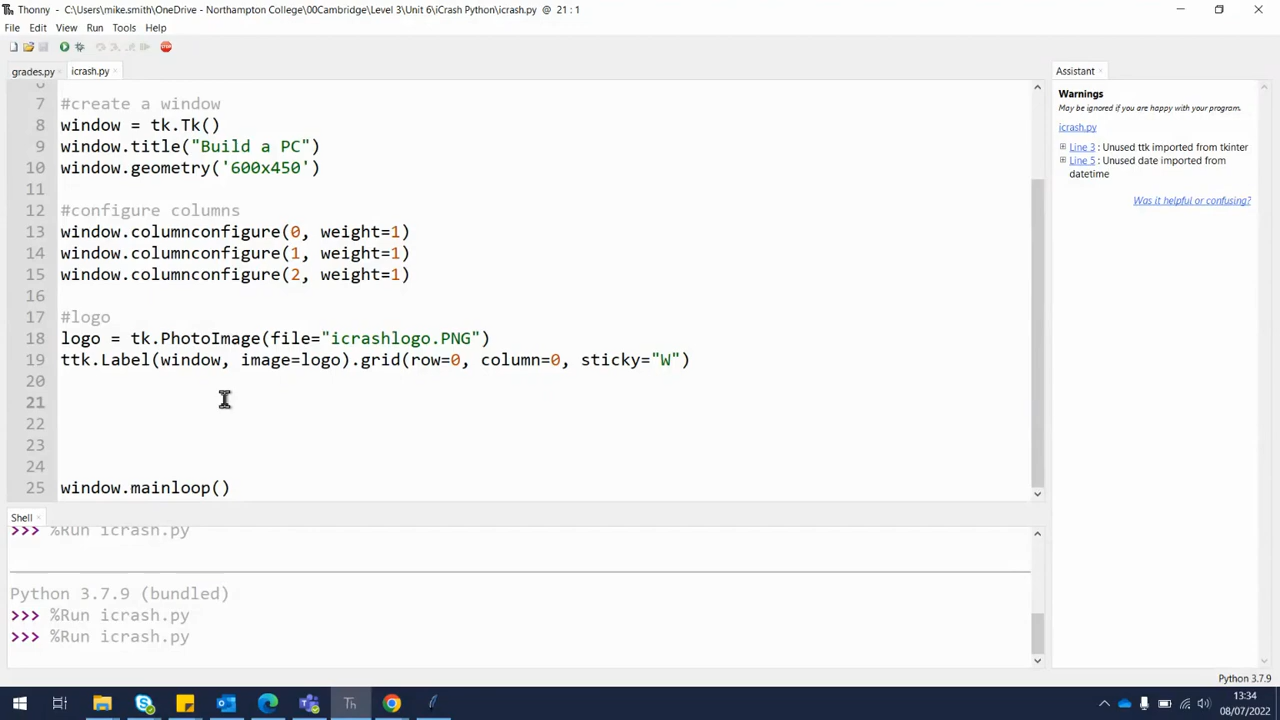 Thonny - C:\Users\mike.smith\OneDrive - Northampton College\00Cambridge\Level 3\Unit 6\iCrash Python\icrash.py @ 21 : 1
File Edit View Run Tools Help
STOP
grades.py × icrash.py ×
6
7 #create a window
8 window = tk.Tk()
9 window.title("Build a PC")
10 window.geometry('600x450')
11
12 #configure columns
13 window.columnconfigure(0, weight=1)
14 window.columnconfigure(1, weight=1)
15 window.columnconfigure(2, weight=1)
16
17 #logo
18 logo = tk.PhotoImage(file="icrashlogo.PNG")
19 ttk.Label(window, image=logo).grid(row=0, column=0, sticky="W")
20
21
22
23
24
25 window.mainloop()
Shell ×
>>> %Run icrash.py
Python 3.7.9 (bundled)
>>> %Run icrash.py
>>> %Run icrash.py
Assistant ×
Warnings
May be ignored if you are happy with your program.
icrash.py
Line 3 : Unused ttk imported from tkinter
Line 5 : Unused date imported from
datetime
Was it helpful or confusing?
Python 3.7.9
Th
13:34
08/07/2022